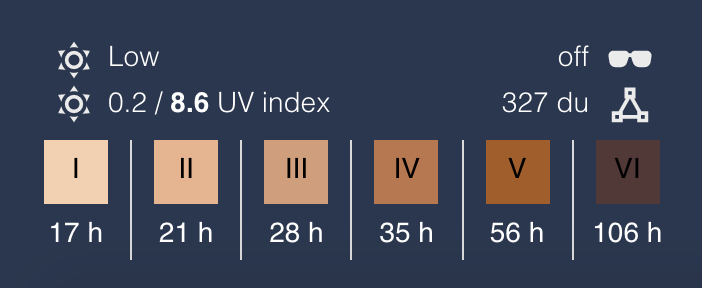 Low
off
0.2 / 8.6 UV index
327 du
I II III IV V VI
17 h 21 h 28 h 35 h 56 h 106 h